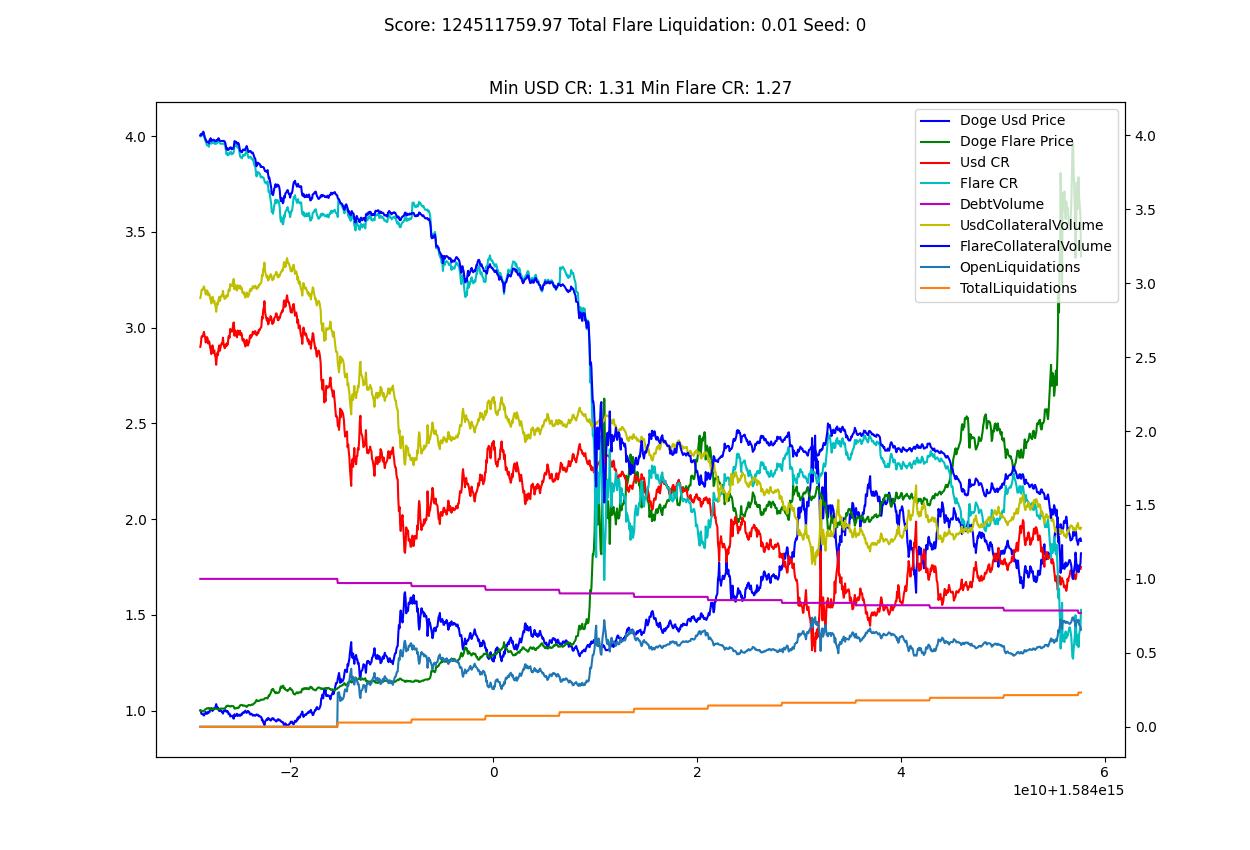 Score: 124511759.97 Total Flare Liquidation: 0.01 Seed: 0
Min USD CR: 1.31 Min Flare CR: 1.27
Doge Usd Price
Doge Flare Price
Usd CR
Flare CR
DebtVolume
UsdCollateralVolume
FlareCollateralVolume
OpenLiquidations
TotalLiquidations
4.0
3.5
3.0
2.5
2.0
1.5
1.0
4.0
3.5
3.0
2.5
2.0
1.5
1.0
0.5
0.0
−2
0
2
4
6
1e10+1.584e15